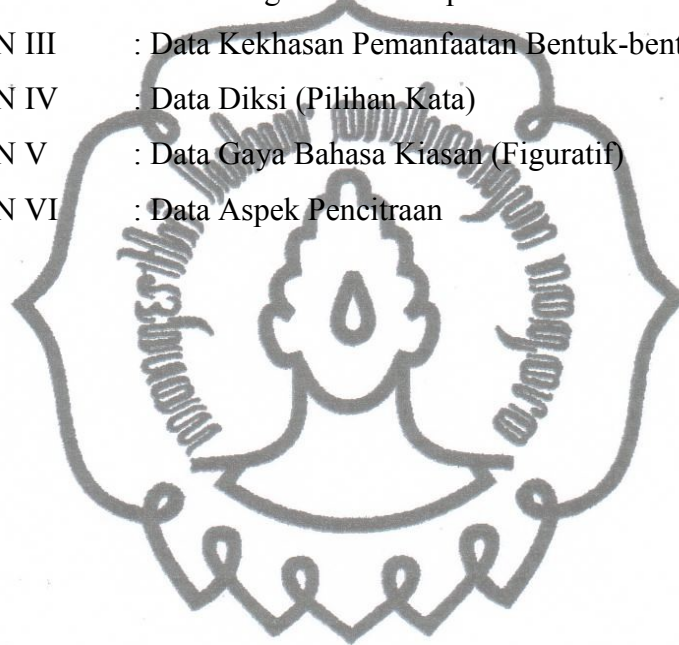 N III : Data Kekhasan Pemanfaatan Bentuk-bent
N IV : Data Diksi (Pilihan Kata)
N V : Data Gaya Bahasa Kiasan (Figuratif)
N VI : Data Aspek Pencitraan